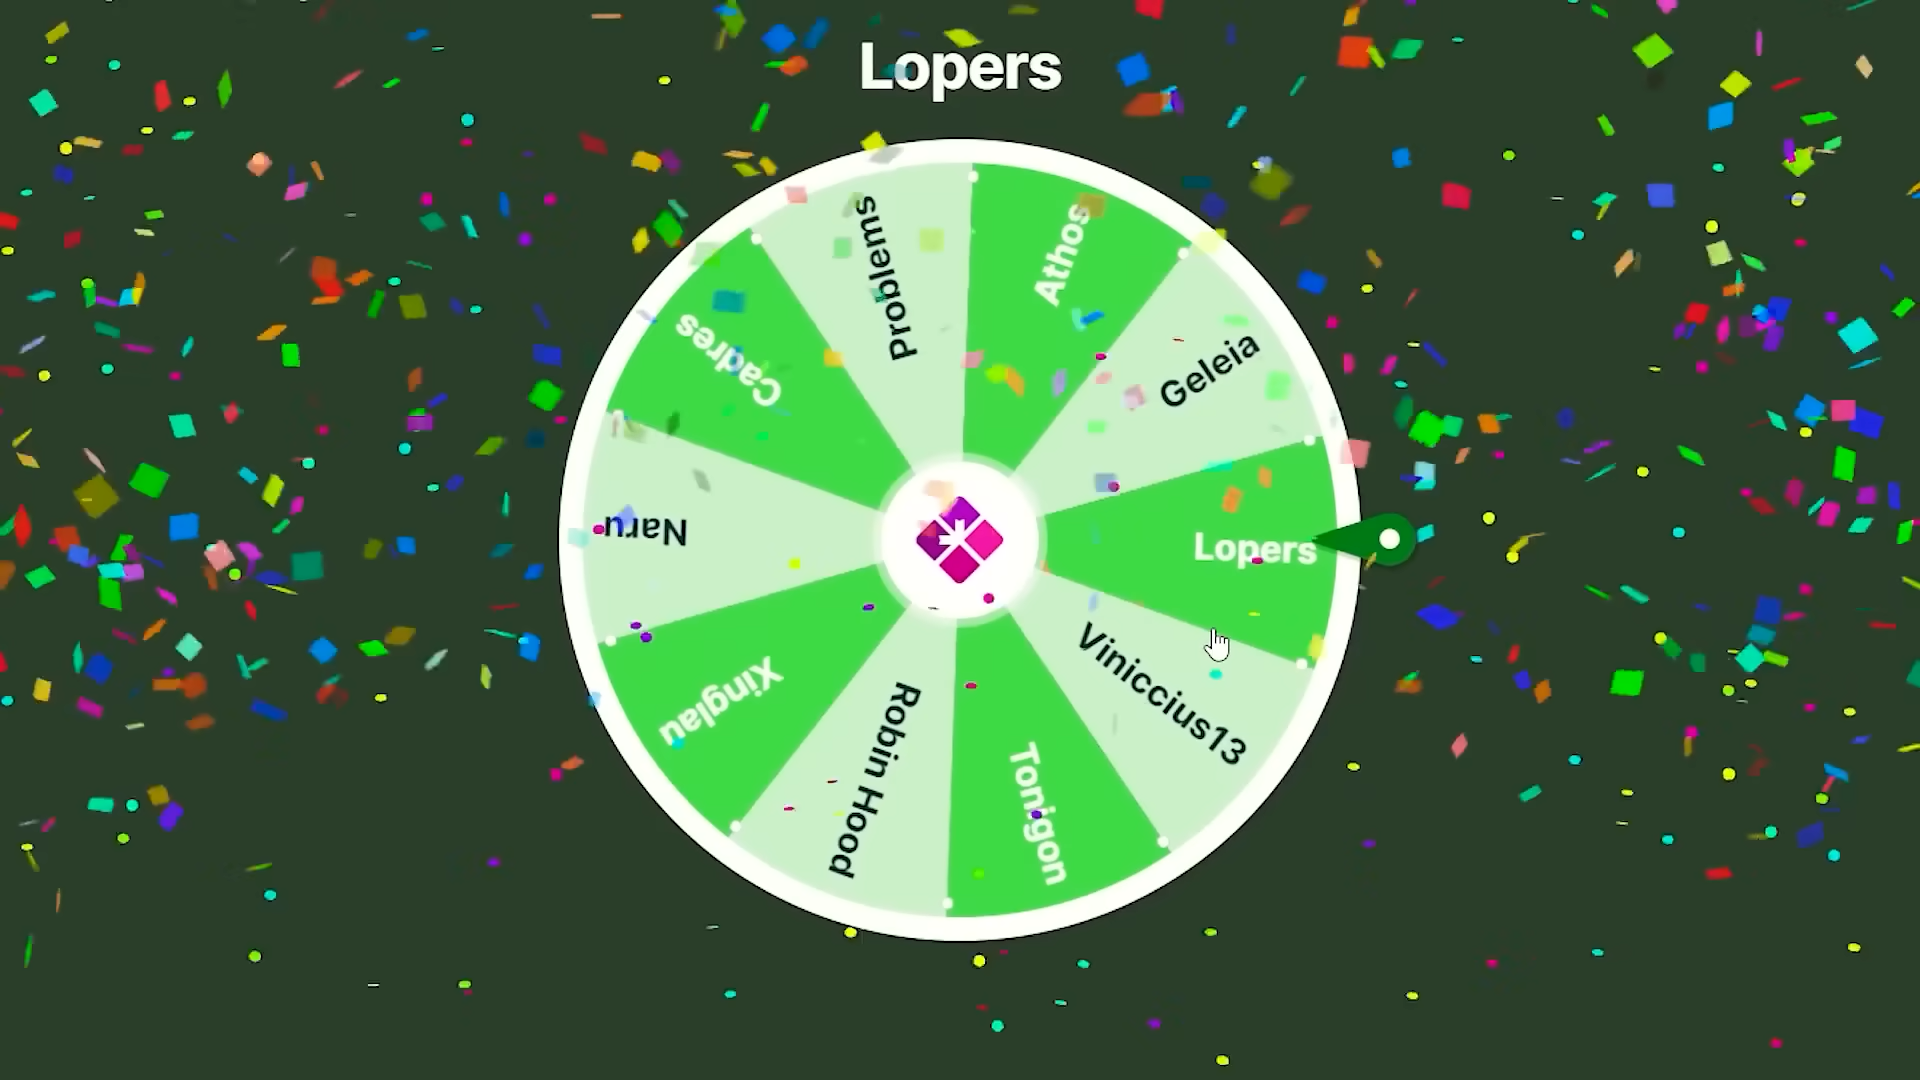 Lopers
Problems
Athos
Geleia
Lopers
Viniccius13
Tonigon
Robin Hood
Xinglau
Naru
Cadres